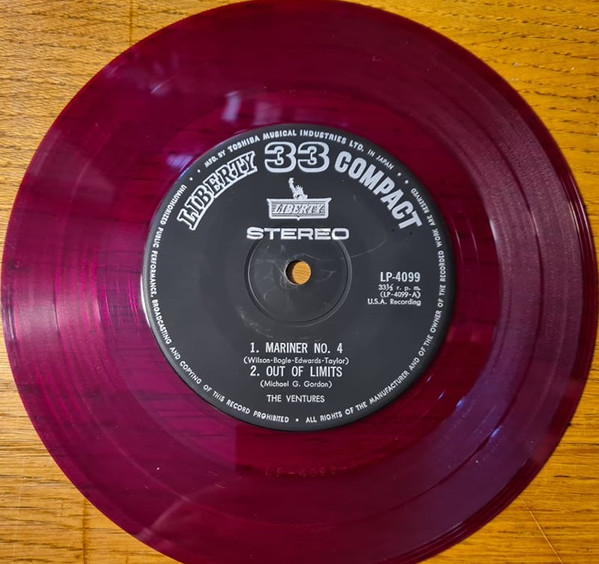 • MFD. BY TOSHIBA MUSICAL INDUSTRIES LTD. IN JAPAN •
LIBERTY 33 COMPACT
LIBERTY
STEREO
LP-4099
33⅓ r. p. m.
(LP-4099-A)
U.S.A. Recording
1. MARINER NO. 4
(Wilson-Bogle-Edwards-Taylor)
2. OUT OF LIMITS
(Michael G. Gordon)
THE VENTURES
UNAUTHORIZED PUBLIC PERFORMANCE, BROADCASTING AND COPYING OF THIS RECORD PROHIBITED • ALL RIGHTS OF THE MANUFACTURER AND OF THE OWNER OF THE RECORDED WORK ARE RESERVED